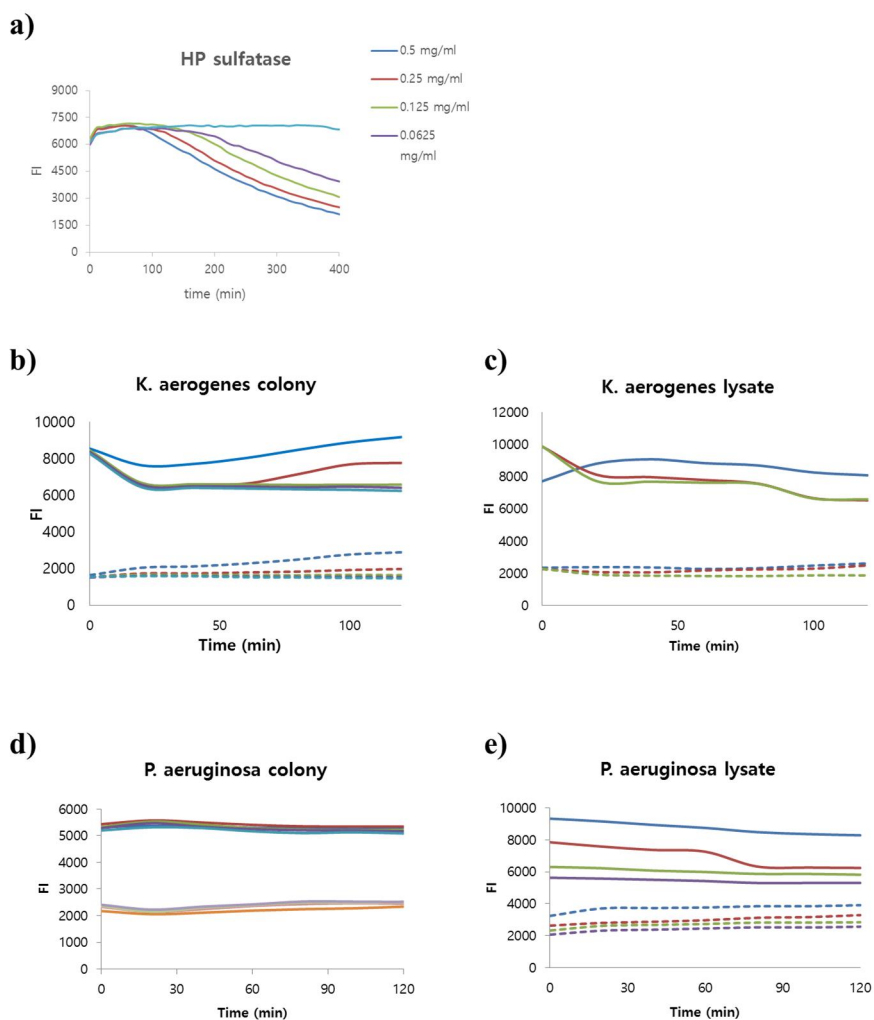 a)
HP sulfatase
0.5 mg/ml
0.25 mg/ml
0.125 mg/ml
0.0625
mg/ml
9000
7500
6000
4500
3000
1500
0
FI
0 100 200 300 400
time (min)
b)
K. aerogenes colony
10000
8000
6000
4000
2000
0
FI
0 50 100
Time (min)
c)
K. aerogenes lysate
12000
10000
8000
6000
4000
2000
0
FI
0 50 100
Time (min)
d)
P. aeruginosa colony
6000
5000
4000
3000
2000
1000
0
FI
0 30 60 90 120
Time (min)
e)
P. aeruginosa lysate
10000
8000
6000
4000
2000
0
FI
0 30 60 90 120
Time (min)